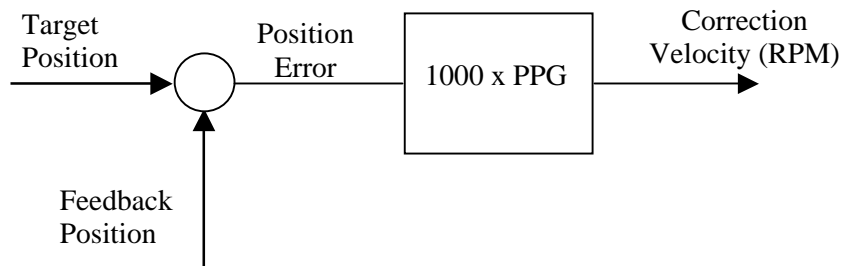 Target
Position
Position
Error
1000 x PPG
Correction
Velocity (RPM)
Feedback
Position